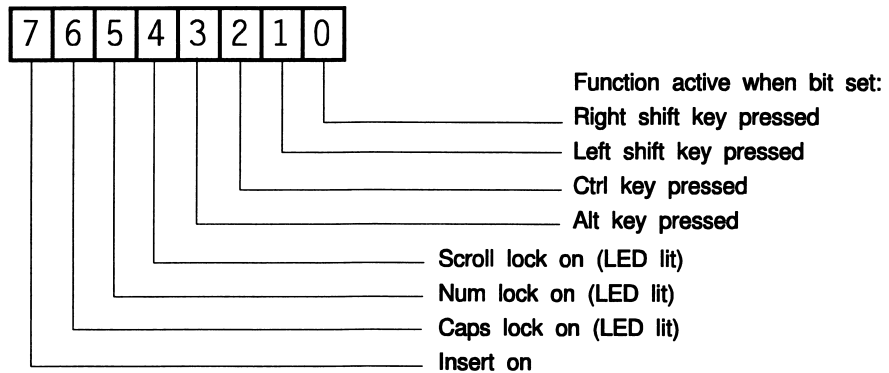 7 6 5 4 3 2 1 0
Function active when bit set:
Right shift key pressed
Left shift key pressed
Ctrl key pressed
Alt key pressed
Scroll lock on (LED lit)
Num lock on (LED lit)
Caps lock on (LED lit)
Insert on